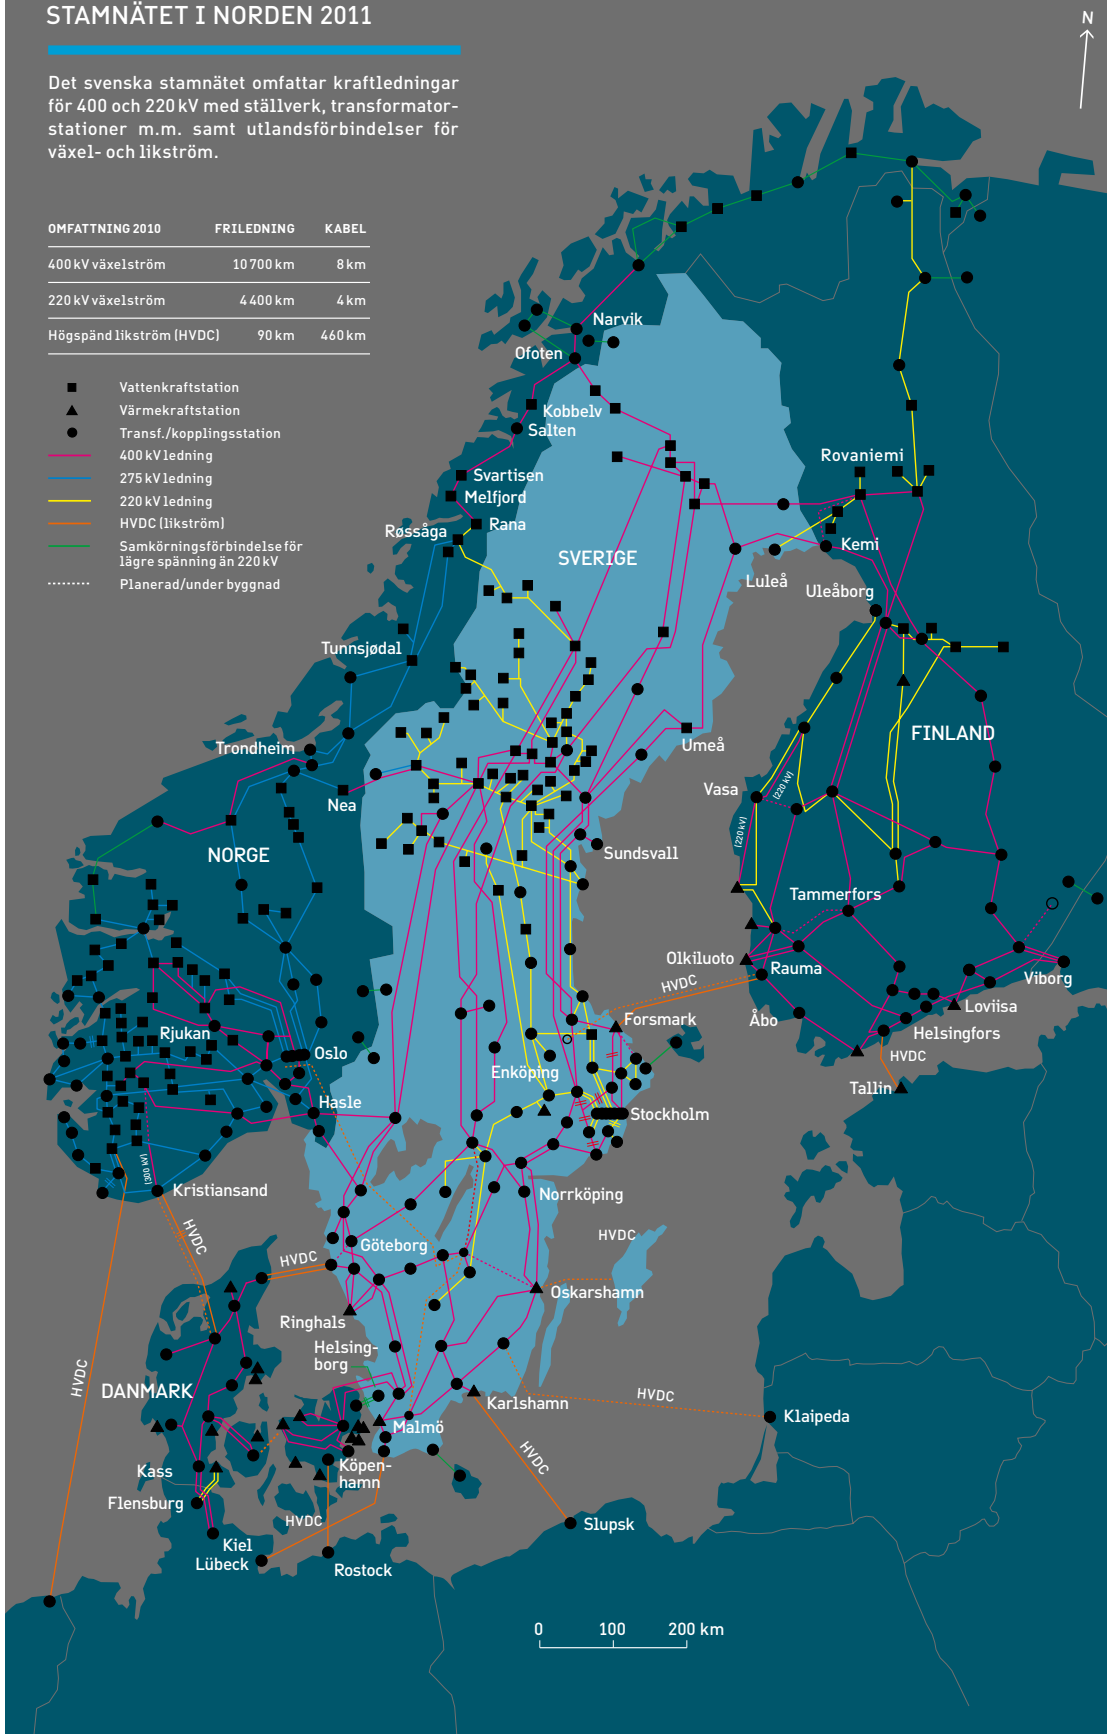 STAMNÄTET I NORDEN 2011
N
Det svenska stamnätet omfattar kraftledningar
för 400 och 220 kV med ställverk, transformator-
stationer m.m. samt utlandsförbindelser för
växel- och likström.
OMFATTNING 2010 FRILEDNING KABEL
400 kV växelström 10 700 km 8 km
220 kV växelström 4 400 km 4 km
Högspänd likström (HVDC) 90 km 460 km
Vattenkraftstation
Värmekraftstation
Transf./kopplingsstation
400 kV ledning
275 kV ledning
220 kV ledning
HVDC (likström)
Samkörningsförbindelse för
lägre spänning än 220 kV
Planerad/under byggnad
Narvik
Ofoten
Kobbelv
Salten
Svartisen
Melfjord
Rana
Røssåga
Rovaniemi
SVERIGE
Kemi
Luleå
Uleåborg
Tunnsjødal
Trondheim
Umeå
FINLAND
Nea
Vasa
(220 kV)
(220 kV)
NORGE
Sundsvall
Tammerfors
Olkiluoto
Rauma
HVDC
Viborg
Loviisa
Forsmark
Åbo
Helsingfors
Rjukan
Oslo
HVDC
Enköping
Tallin
Hasle
Stockholm
(300 kV)
Kristiansand
Norrköping
HVDC
HVDC
Göteborg
HVDC
Oskarshamn
Ringhals
Helsing-
borg
HVDC
DANMARK
HVDC
Karlshamn
Klaipeda
Malmö
HVDC
Kass
Köpen-
hamn
Flensburg
HVDC
Slupsk
Kiel
Lübeck
Rostock
0 100 200 km